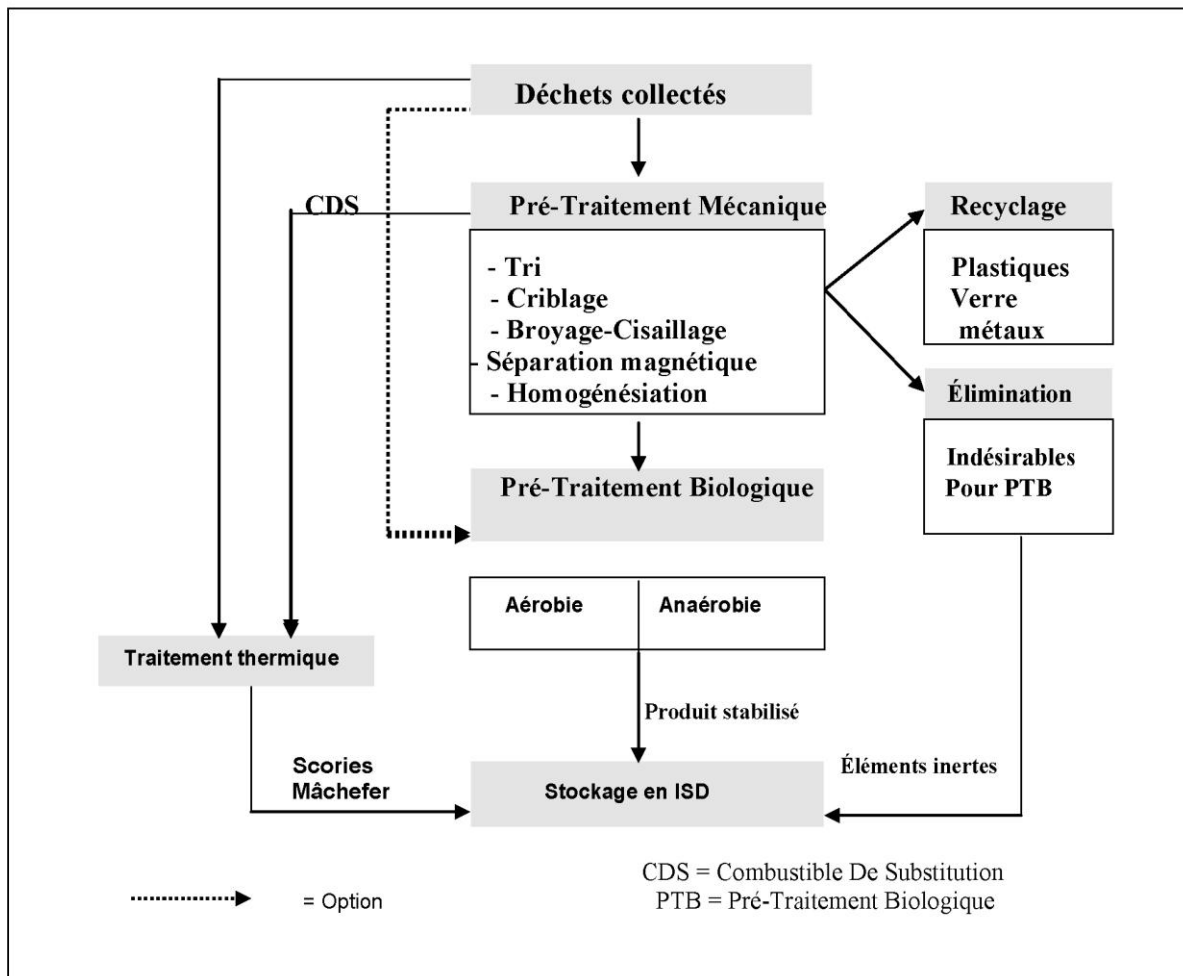 Déchets collectés
CDS
Pré-Traitement Mécanique
- Tri
- Criblage
- Broyage-Cisaillage
- Séparation magnétique
- Homogénésiation
Recyclage
Plastiques
Verre
métaux
Élimination
Indésirables
Pour PTB
Pré-Traitement Biologique
Aérobie
Anaérobie
Traitement thermique
Produit stabilisé
Scories
Mâchefer
Éléments inertes
Stockage en ISD
= Option
CDS = Combustible De Substitution
PTB = Pré-Traitement Biologique